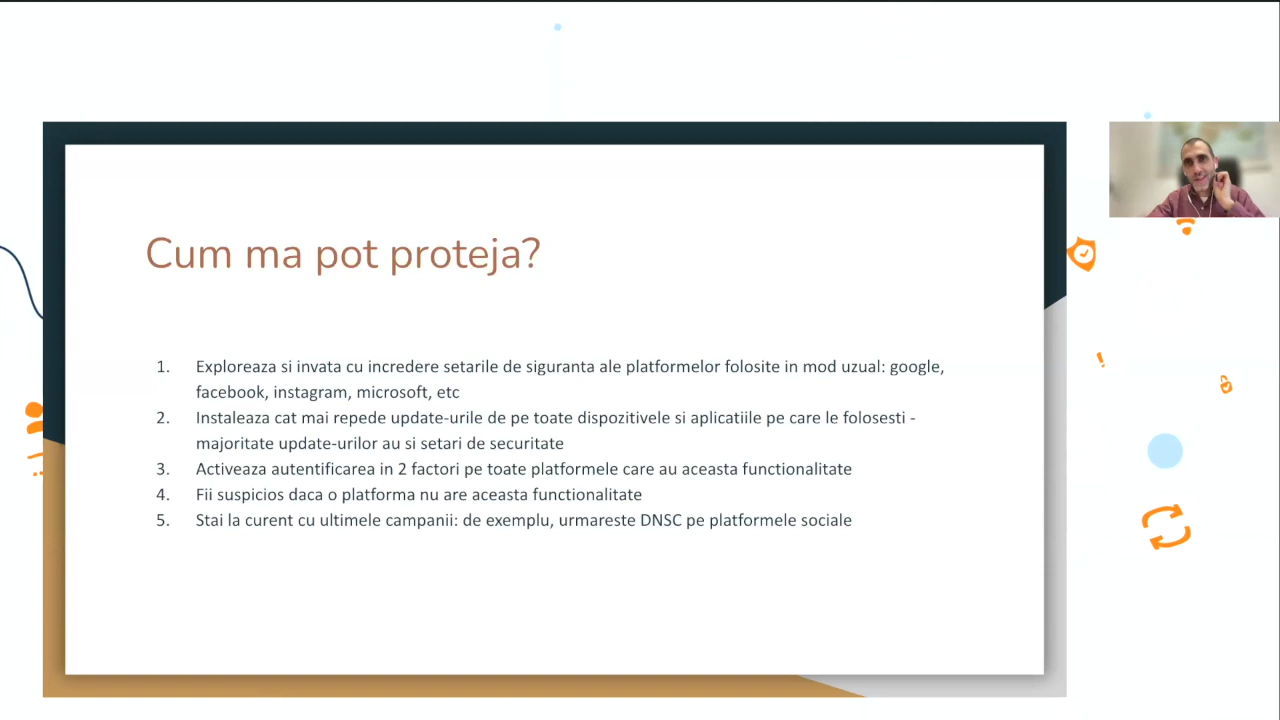 Cum ma pot proteja?
1. Exploreaza si invata cu incredere setarile de siguranta ale platformelor folosite in mod uzual: google,
facebook, instagram, microsoft, etc
2. Instaleaza cat mai repede update-urile de pe toate dispozitivele si aplicatiile pe care le folosesti -
majoritate update-urilor au si setari de securitate
3. Activeaza autentificarea in 2 factori pe toate platformele care au aceasta functionalitate
4. Fii suspicios daca o platforma nu are aceasta functionalitate
5. Stai la curent cu ultimele campanii: de exemplu, urmareste DNSC pe platformele sociale